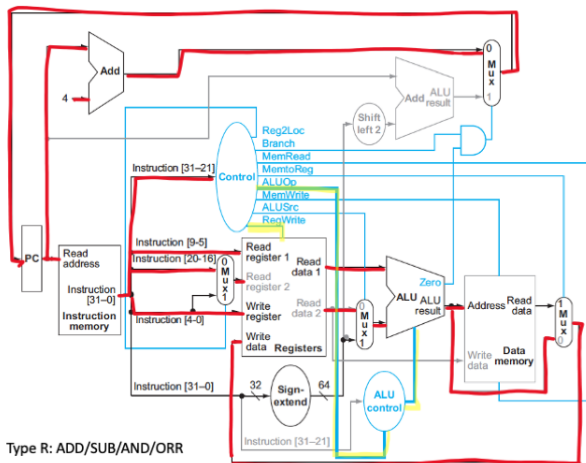 Add
4
0
Mux
1
Add ALU
result
Shift
left 2
Reg2Loc
Branch
MemRead
MemtoReg
ALUOp
MemWrite
ALUSrc
RegWrite
Control
Instruction [31–21]
PC
Read
address
Instruction
[31–0]
Instruction
memory
Instruction [9-5]
Instruction [20-16]
Instruction [4-0]
0
Mux
1
Read
register 1
Read
register 2
Write
register
Write
data
Read
data 1
Read
data 2
Registers
0
Mux
1
Zero
ALU ALU
result
Address
Read
data
Write
data
Data
memory
1
Mux
0
Instruction [31–0]
32
Sign-
extend
64
ALU
control
Instruction [31–21]
Type R: ADD/SUB/AND/ORR